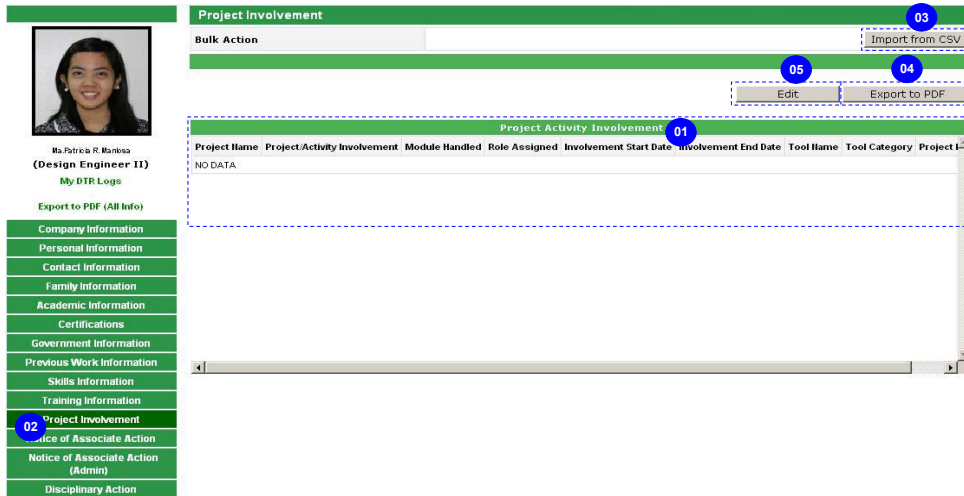 Project Involvement
03
Bulk Action
Import from CSV
05
04
Edit
Export to PDF
Project Activity Involvement
01
Project Name Project/Activity Involvement Module Handled Role Assigned Involvement Start Date Involvement End Date Tool Name Tool Category Project
NO DATA
(Design Engineer II)
My DTR Logs
Export to PDF (All Info)
Company Information
Personal Information
Contact Information
Family Information
Academic Information
Certifications
Government Information
Previous Work Information
Skills Information
Training Information
Project Involvement
02
Notice of Associate Action
Notice of Associate Action
(Admin)
Disciplinary Action